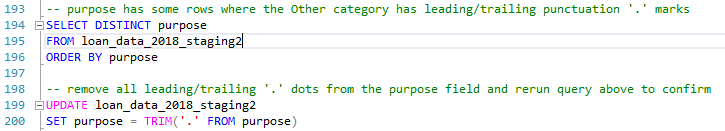 193 -- purpose has some rows where the Other category has leading/trailing punctuation '.' marks
194 SELECT DISTINCT purpose
195 FROM loan_data_2018_staging2
196 ORDER BY purpose
197
198 -- remove all leading/trailing '.' dots from the purpose field and rerun query above to confirm
199 UPDATE loan_data_2018_staging2
200 SET purpose = TRIM('.' FROM purpose)